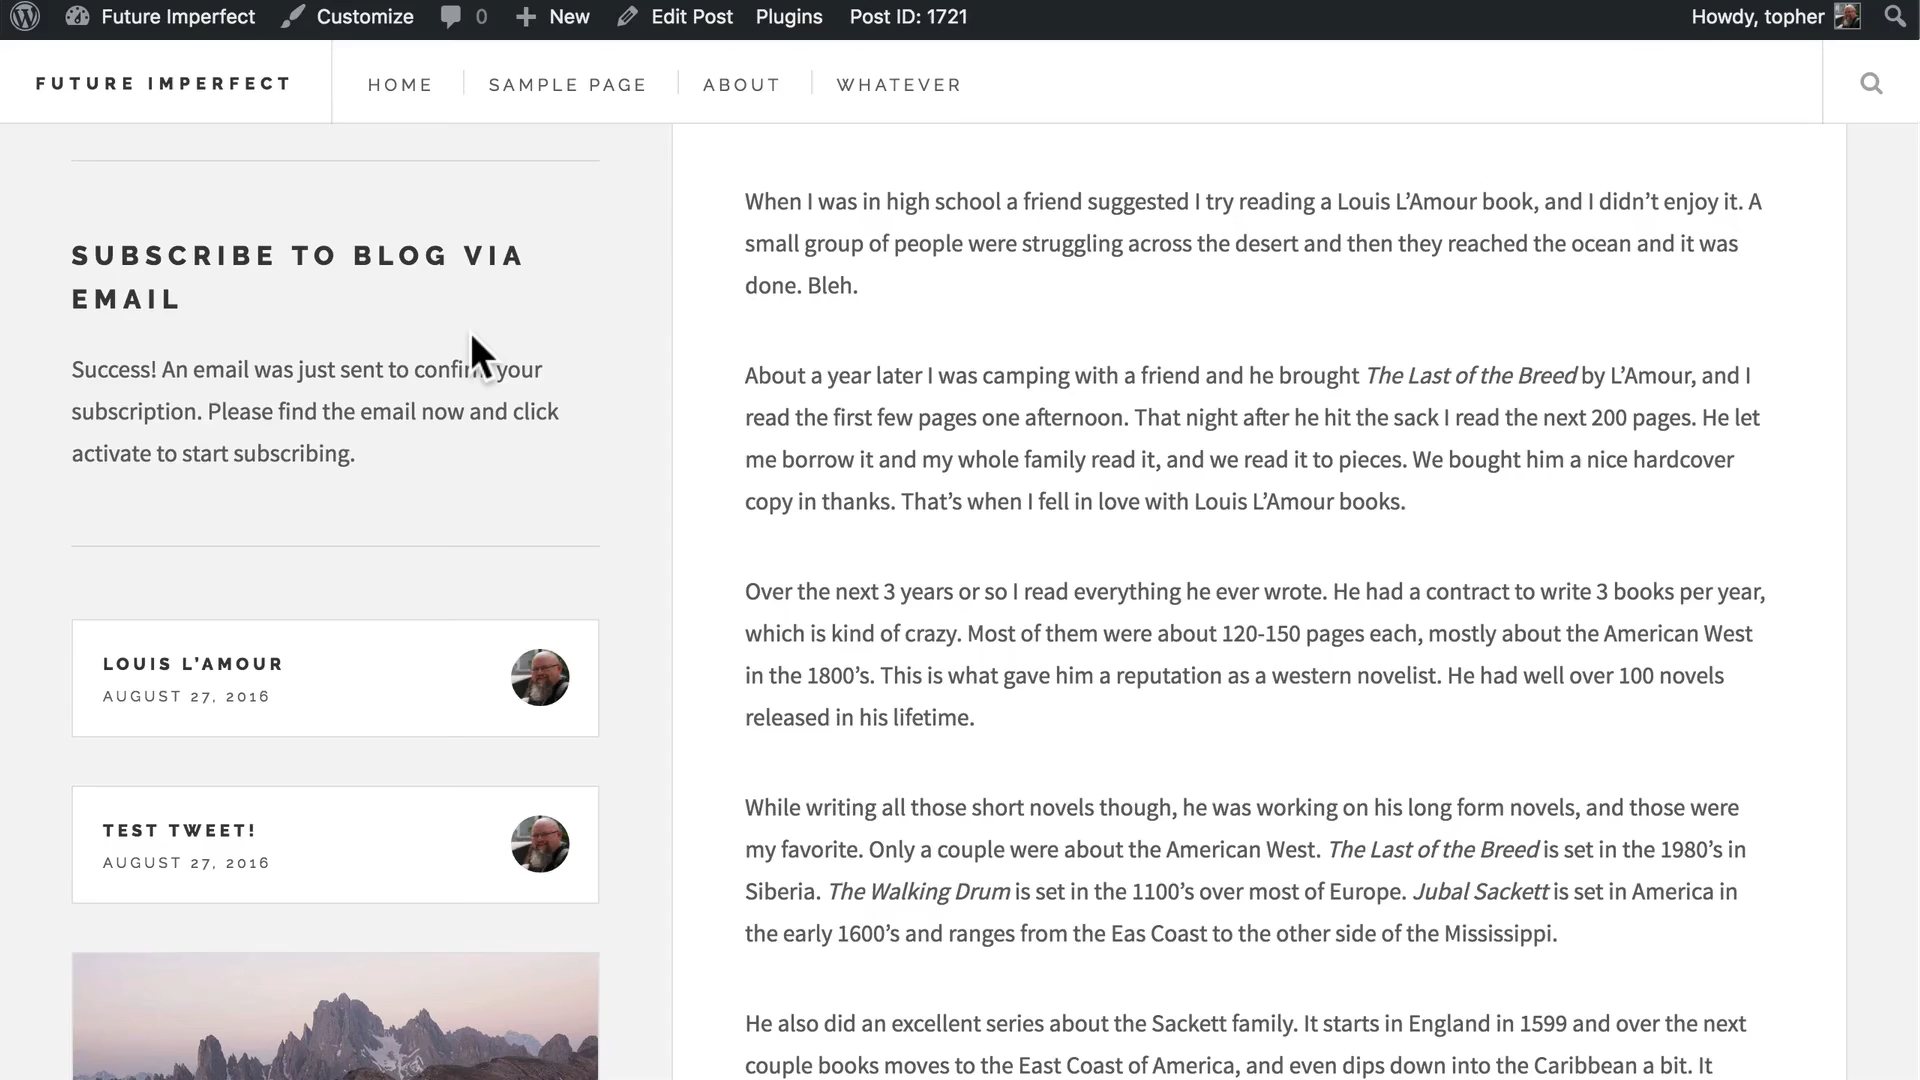 Future Imperfect Customize 0 New Edit Post Plugins Post ID: 1721 Howdy, topher
FUTURE IMPERFECT HOME SAMPLE PAGE ABOUT WHATEVER
SUBSCRIBE TO BLOG VIA
EMAIL
Success! An email was just sent to confirm your
subscription. Please find the email now and click
activate to start subscribing.
LOUIS L’AMOUR
AUGUST 27, 2016
TEST TWEET!
AUGUST 27, 2016
When I was in high school a friend suggested I try reading a Louis L’Amour book, and I didn’t enjoy it. A
small group of people were struggling across the desert and then they reached the ocean and it was
done. Bleh.
About a year later I was camping with a friend and he brought The Last of the Breed by L’Amour, and I
read the first few pages one afternoon. That night after he hit the sack I read the next 200 pages. He let
me borrow it and my whole family read it, and we read it to pieces. We bought him a nice hardcover
copy in thanks. That’s when I fell in love with Louis L’Amour books.
Over the next 3 years or so I read everything he ever wrote. He had a contract to write 3 books per year,
which is kind of crazy. Most of them were about 120-150 pages each, mostly about the American West
in the 1800’s. This is what gave him a reputation as a western novelist. He had well over 100 novels
released in his lifetime.
While writing all those short novels though, he was working on his long form novels, and those were
my favorite. Only a couple were about the American West. The Last of the Breed is set in the 1980’s in
Siberia. The Walking Drum is set in the 1100’s over most of Europe. Jubal Sackett is set in America in
the early 1600’s and ranges from the Eas Coast to the other side of the Mississippi.
He also did an excellent series about the Sackett family. It starts in England in 1599 and over the next
couple books moves to the East Coast of America, and even dips down into the Caribbean a bit. It